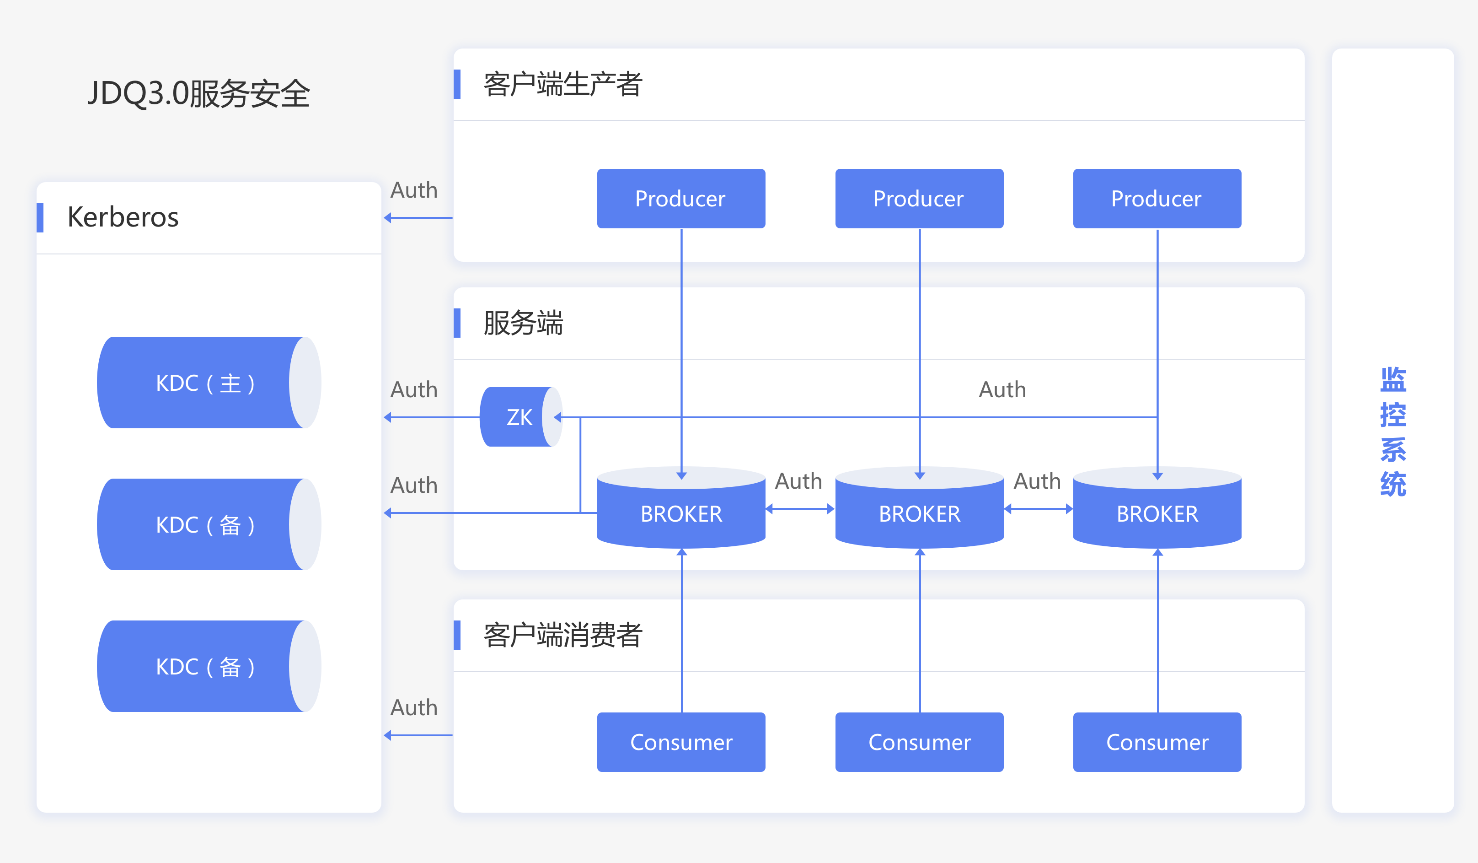 JDQ3.0服务安全
Kerberos
KDC（主）
KDC（备）
KDC（备）
Auth
Auth
Auth
Auth
客户端生产者
Producer
Producer
Producer
服务端
ZK
Auth
BROKER
Auth
BROKER
Auth
BROKER
客户端消费者
Consumer
Consumer
Consumer
监控系统